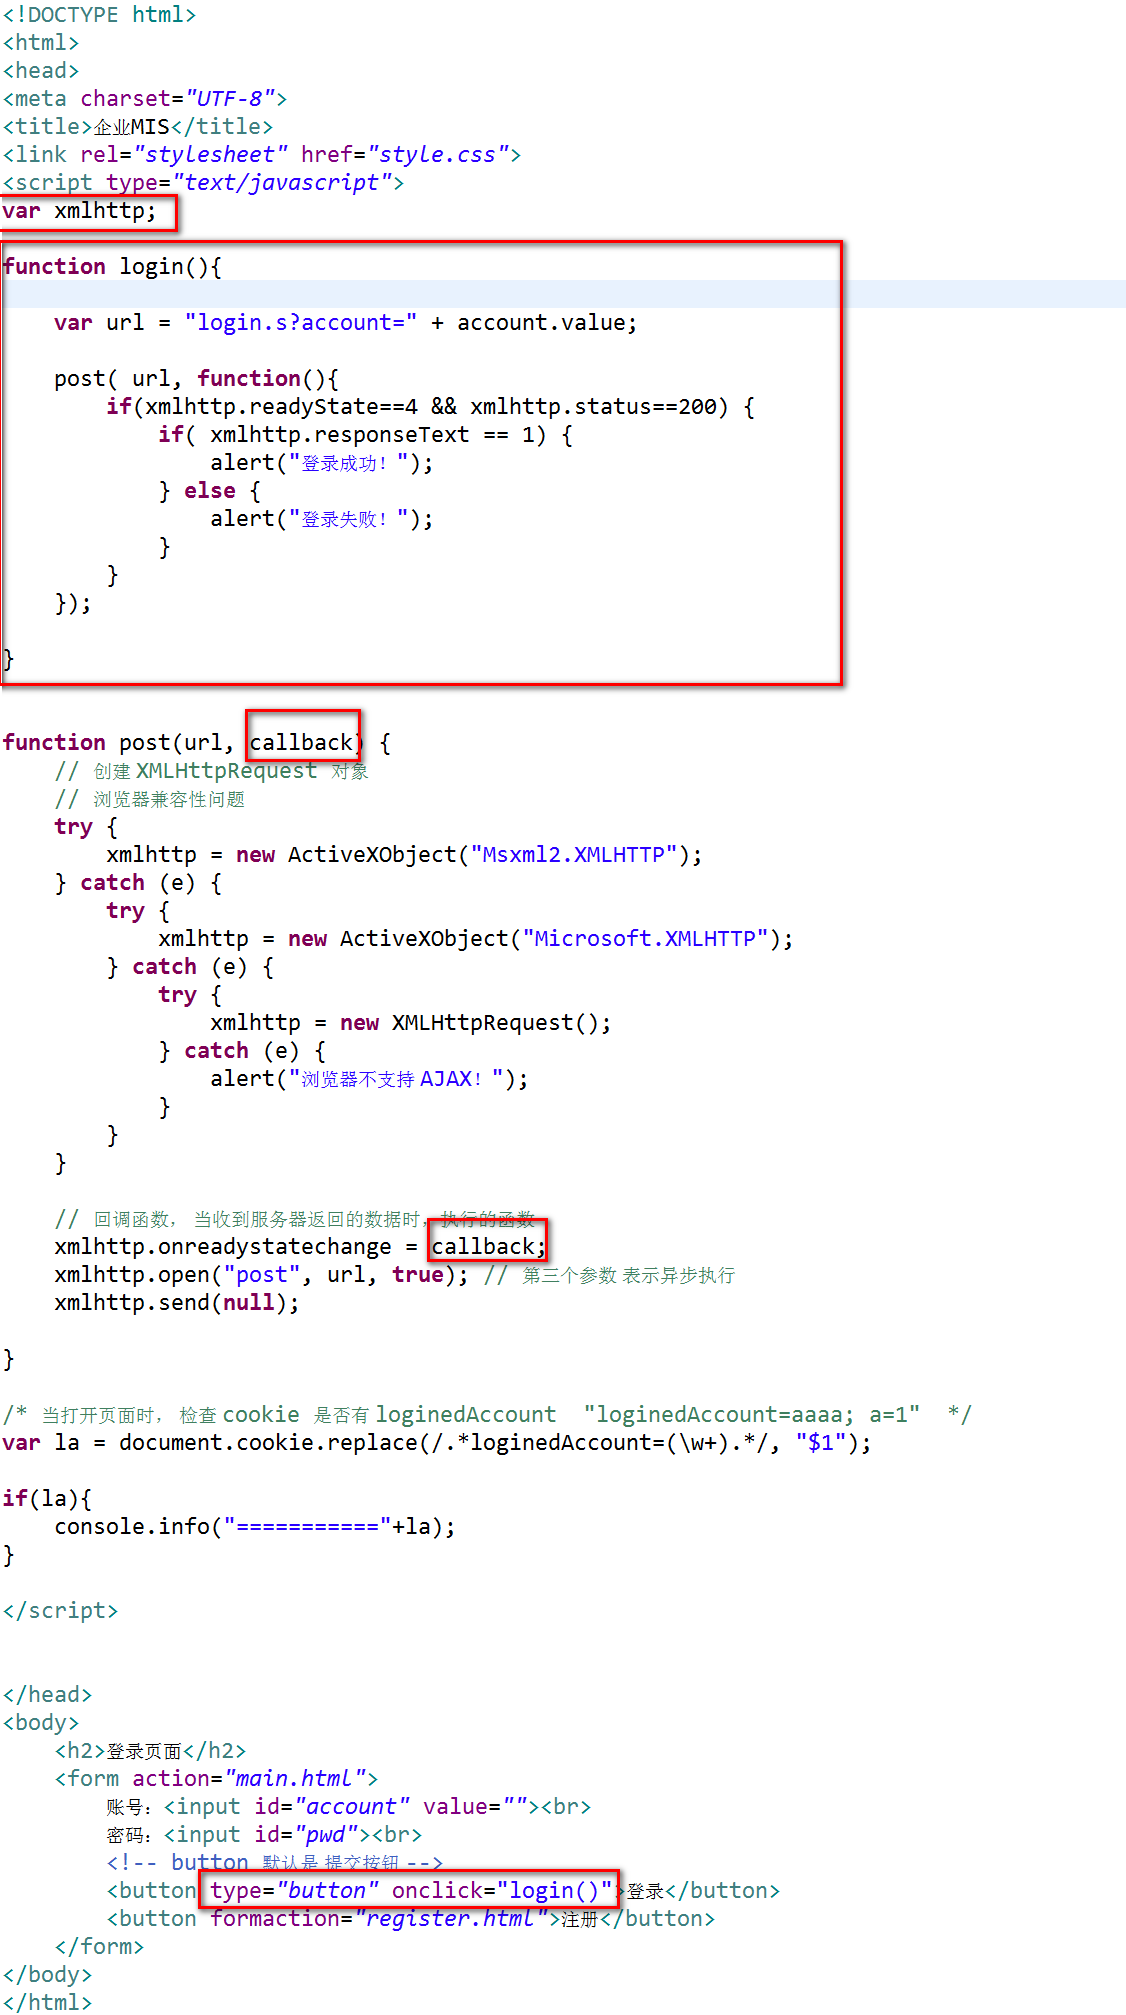 <!DOCTYPE html>
<html>
<head>
<meta charset="UTF-8">
<title>企业MIS</title>
<link rel="stylesheet" href="style.css">
<script type="text/javascript">
var xmlhttp;
function login(){
var url = "login.s?account=" + account.value;
post( url, function(){
if(xmlhttp.readyState==4 && xmlhttp.status==200) {
if( xmlhttp.responseText == 1) {
alert("登录成功！");
} else {
alert("登录失败！");
}
}
});
}
function post(url, callback) {
// 创建 XMLHttpRequest 对象
// 浏览器兼容性问题
try {
xmlhttp = new ActiveXObject("Msxml2.XMLHTTP");
} catch (e) {
try {
xmlhttp = new ActiveXObject("Microsoft.XMLHTTP");
} catch (e) {
try {
xmlhttp = new XMLHttpRequest();
} catch (e) {
alert("浏览器不支持 AJAX！");
}
}
}
// 回调函数， 当收到服务器返回的数据时，执行的函数
xmlhttp.onreadystatechange = callback;
xmlhttp.open("post", url, true); // 第三个参数 表示异步执行
xmlhttp.send(null);
}
/* 当打开页面时， 检查 cookie 是否有 loginedAccount  "loginedAccount=aaaa; a=1"  */
var la = document.cookie.replace(/.*loginedAccount=(\w+).*/, "$1");
if(la){
console.info("==========="+la);
}
</script>
</head>
<body>
<h2>登录页面</h2>
<form action="main.html">
账号：<input id="account" value=""><br>
密码：<input id="pwd"><br>
<!-- button 默认是 提交按钮 -->
<button type="button" onclick="login()">登录</button>
<button formaction="register.html">注册</button>
</form>
</body>
</html>